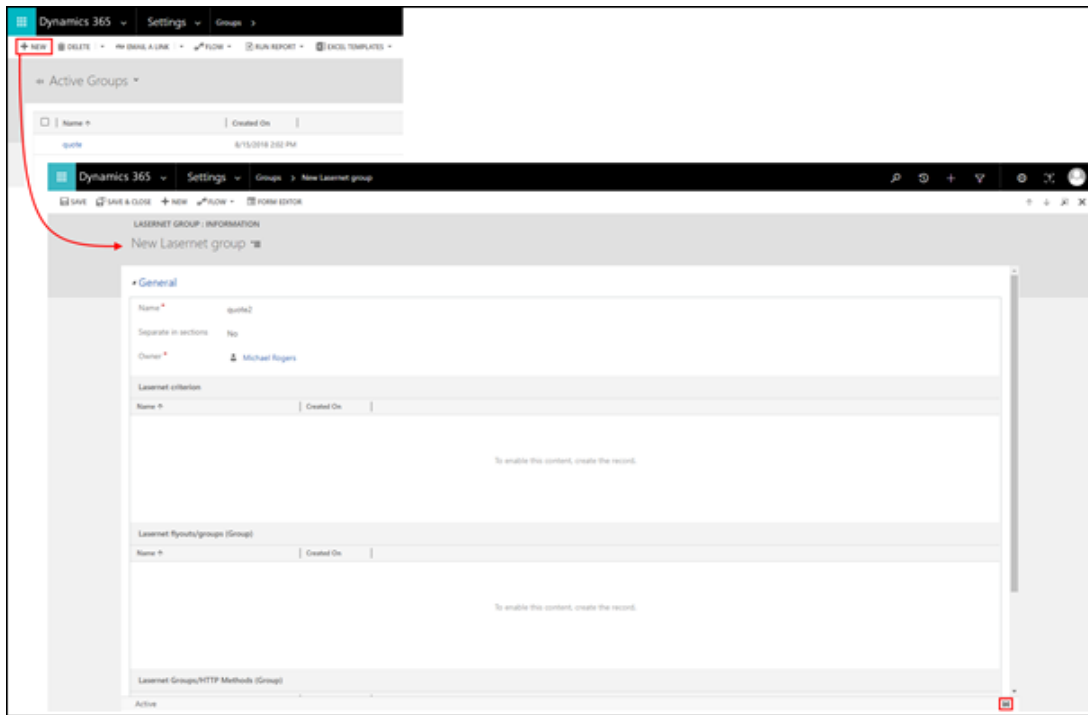 Dynamics 365 Settings Groups >
+ NEW DELETE EMAIL A LINK FLOW RUN REPORT EXCEL TEMPLATES
Active Groups
Name ↑ Created On
quote 8/15/2018 2:02 PM
Dynamics 365 Settings Groups > New Lasernet group
SAVE SAVE & CLOSE + NEW FLOW FORM EDITOR
LASERNET GROUP : INFORMATION
New Lasernet group
General
Name * quote2
Separate in sections No
Owner * Michael Rogers
Lasernet criterion
Name ↑ Created On
To enable this content, create the record.
Lasernet flyouts/groups (Group)
Name ↑ Created On
To enable this content, create the record.
Lasernet Groups/HTTP Methods (Group)
Active